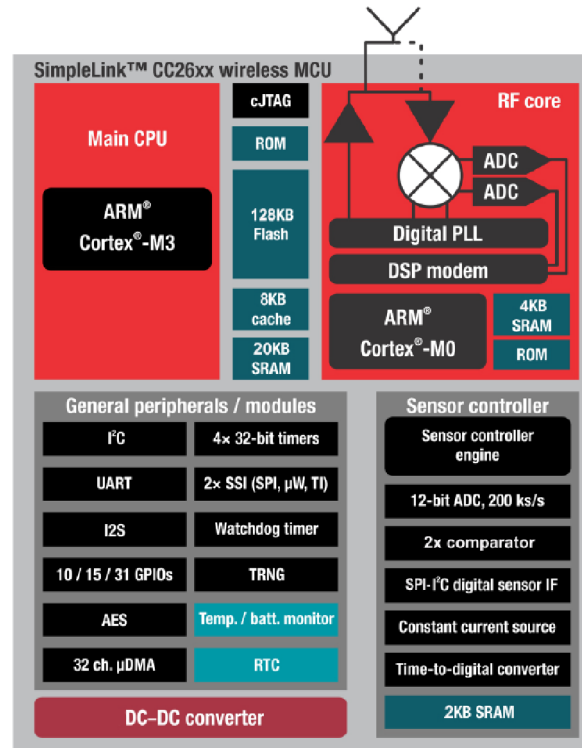 SimpleLink™ CC26xx wireless MCU
Main CPU
ARM®
Cortex®-M3
cJTAG
ROM
128KB
Flash
8KB
cache
20KB
SRAM
RF core
ADC
ADC
Digital PLL
DSP modem
ARM®
Cortex®-M0
4KB
SRAM
ROM
General peripherals / modules
I²C
4× 32-bit timers
UART
2× SSI (SPI, µW, TI)
I2S
Watchdog timer
10 / 15 / 31 GPIOs
TRNG
AES
Temp. / batt. monitor
32 ch. µDMA
RTC
DC–DC converter
Sensor controller
Sensor controller
engine
12-bit ADC, 200 ks/s
2x comparator
SPI-I²C digital sensor IF
Constant current source
Time-to-digital converter
2KB SRAM